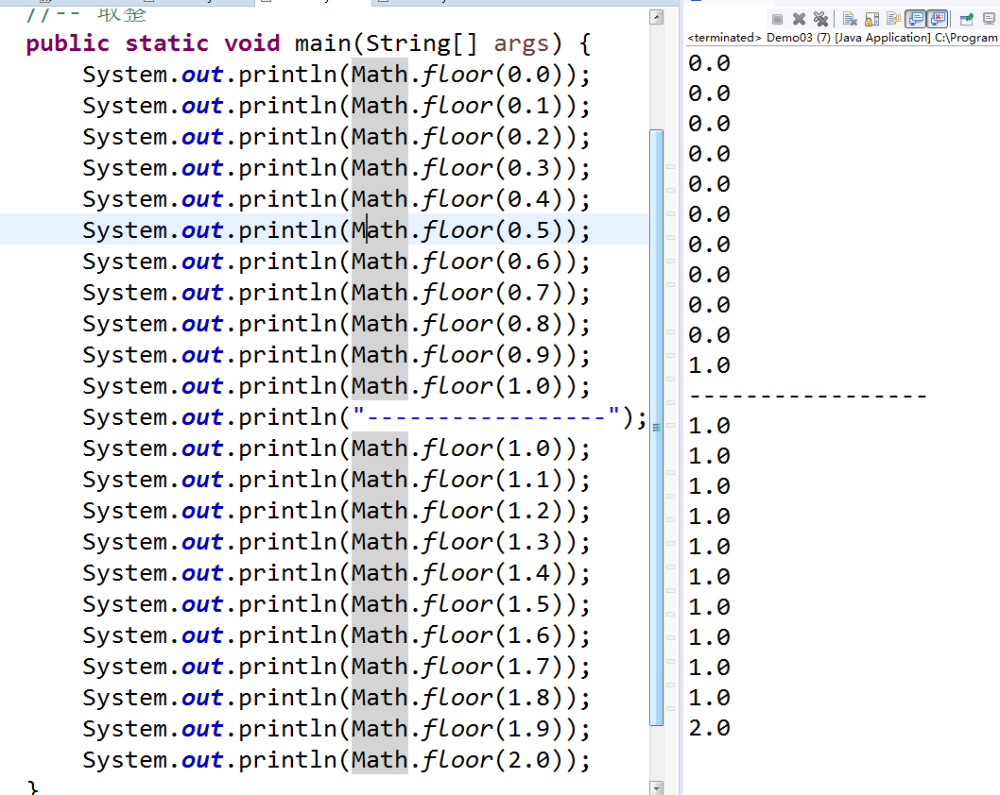 //-- 取整
public static void main(String[] args) {
System.out.println(Math.floor(0.0));
System.out.println(Math.floor(0.1));
System.out.println(Math.floor(0.2));
System.out.println(Math.floor(0.3));
System.out.println(Math.floor(0.4));
System.out.println(Math.floor(0.5));
System.out.println(Math.floor(0.6));
System.out.println(Math.floor(0.7));
System.out.println(Math.floor(0.8));
System.out.println(Math.floor(0.9));
System.out.println(Math.floor(1.0));
System.out.println("-----------------");
System.out.println(Math.floor(1.0));
System.out.println(Math.floor(1.1));
System.out.println(Math.floor(1.2));
System.out.println(Math.floor(1.3));
System.out.println(Math.floor(1.4));
System.out.println(Math.floor(1.5));
System.out.println(Math.floor(1.6));
System.out.println(Math.floor(1.7));
System.out.println(Math.floor(1.8));
System.out.println(Math.floor(1.9));
System.out.println(Math.floor(2.0));
}
<terminated> Demo03 (7) [Java Application] C:\Program
0.0
0.0
0.0
0.0
0.0
0.0
0.0
0.0
0.0
0.0
1.0
-----------------
1.0
1.0
1.0
1.0
1.0
1.0
1.0
1.0
1.0
1.0
2.0